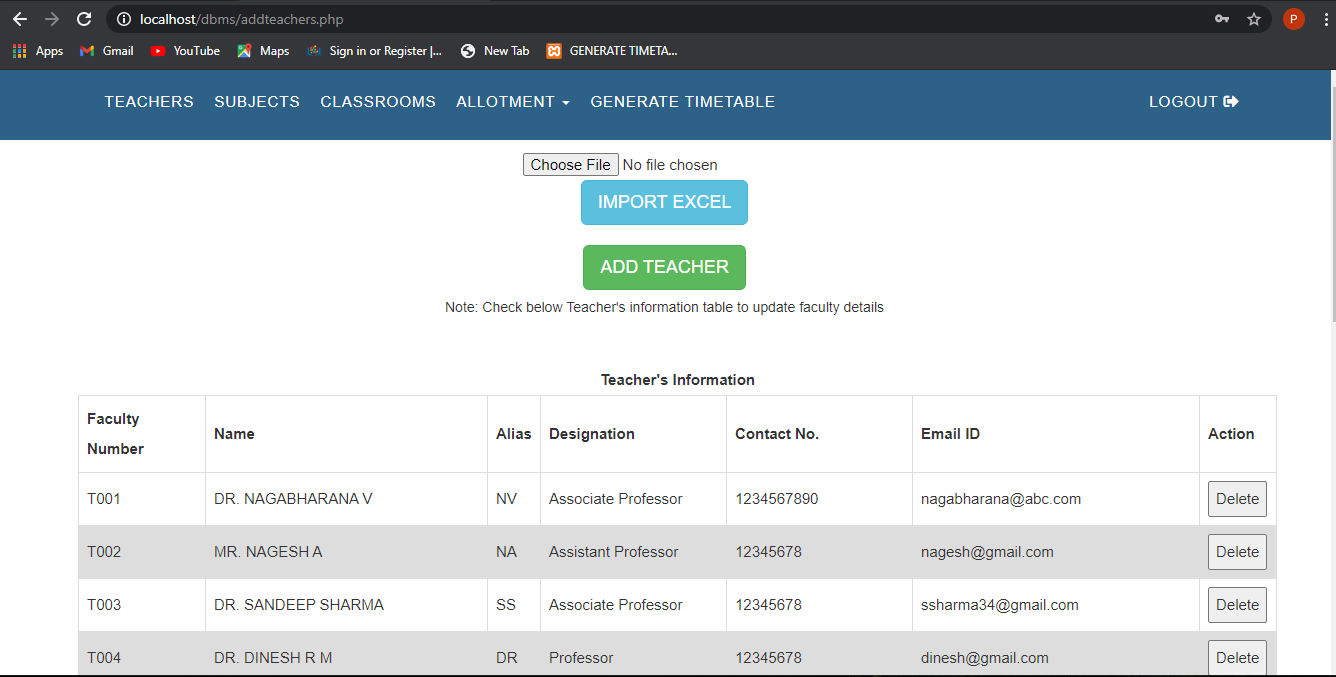 localhost/dbms/addteachers.php
P
Apps Gmail YouTube Maps Sign in or Register |... New Tab GENERATE TIMETA...
TEACHERS SUBJECTS CLASSROOMS ALLOTMENT GENERATE TIMETABLE LOGOUT
Choose File No file chosen
IMPORT EXCEL
ADD TEACHER
Note: Check below Teacher's information table to update faculty details
Teacher's Information
Faculty Number Name Alias Designation Contact No. Email ID Action
T001 DR. NAGABHARANA V NV Associate Professor 1234567890 nagabharana@abc.com Delete
T002 MR. NAGESH A NA Assistant Professor 12345678 nagesh@gmail.com Delete
T003 DR. SANDEEP SHARMA SS Associate Professor 12345678 ssharma34@gmail.com Delete
T004 DR. DINESH R M DR Professor 12345678 dinesh@gmail.com Delete